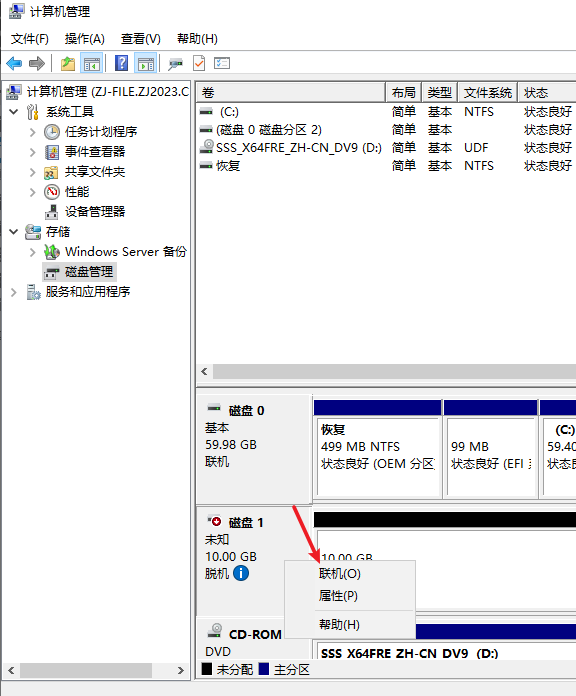 计算机管理
文件(F) 操作(A) 查看(V) 帮助(H)
计算机管理 (ZJ-FILE.ZJ2023.C
系统工具
任务计划程序
事件查看器
共享文件夹
性能
设备管理器
存储
Windows Server 备份
磁盘管理
服务和应用程序
卷 布局 类型 文件系统 状态
(C:) 简单 基本 NTFS 状态良好
(磁盘 0 磁盘分区 2) 简单 基本 状态良好
SSS_X64FRE_ZH-CN_DV9 (D:) 简单 基本 UDF 状态良好
恢复 简单 基本 NTFS 状态良好
磁盘 0
基本
59.98 GB
联机
恢复
499 MB NTFS
状态良好 (OEM 分区
99 MB
状态良好 (EFI
(C:)
59.40
状态良
磁盘 1
未知
10.00 GB
脱机
10.00 GB
联机(O)
属性(P)
帮助(H)
CD-ROM
DVD
SSS_X64FRE_ZH-CN_DV9 (D:)
未分配 主分区